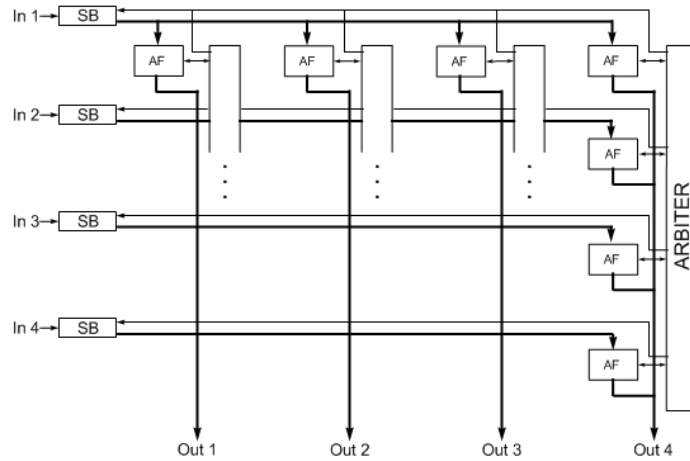 In 1 SB
AF AF AF AF
In 2 SB
AF
In 3 SB
AF
ARBITER
In 4 SB
AF
Out 1 Out 2 Out 3 Out 4